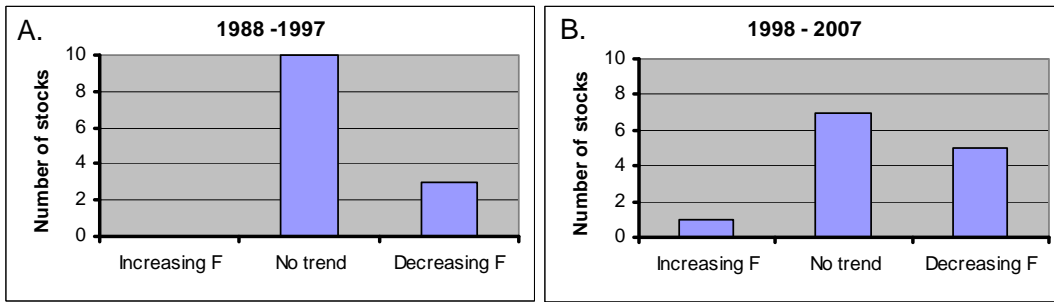 A.
1988 -1997
Number of stocks
10
8
6
4
2
0
Increasing F
No trend
Decreasing F
B.
1998 - 2007
Number of stocks
10
8
6
4
2
0
Increasing F
No trend
Decreasing F